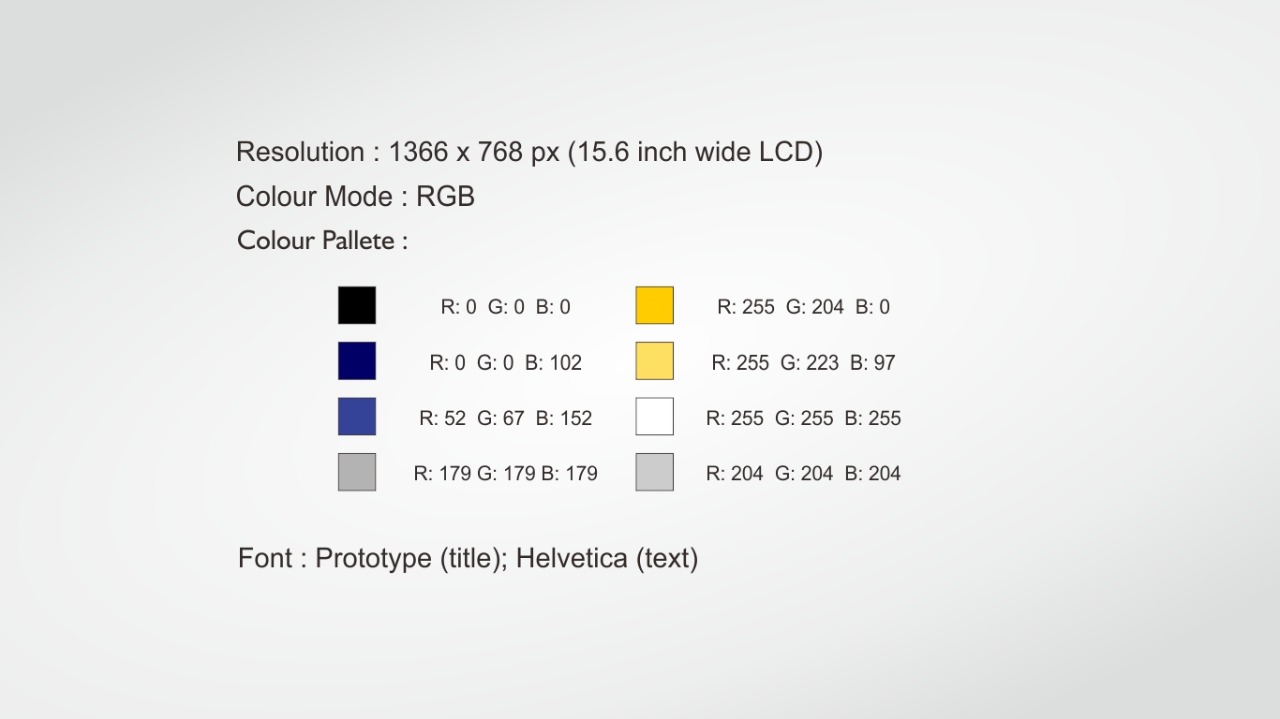 Resolution : 1366 x 768 px (15.6 inch wide LCD)
Colour Mode : RGB
Colour Pallete :
R: 0 G: 0 B: 0 R: 255 G: 204 B: 0
R: 0 G: 0 B: 102 R: 255 G: 223 B: 97
R: 52 G: 67 B: 152 R: 255 G: 255 B: 255
R: 179 G: 179 B: 179 R: 204 G: 204 B: 204
Font : Prototype (title); Helvetica (text)